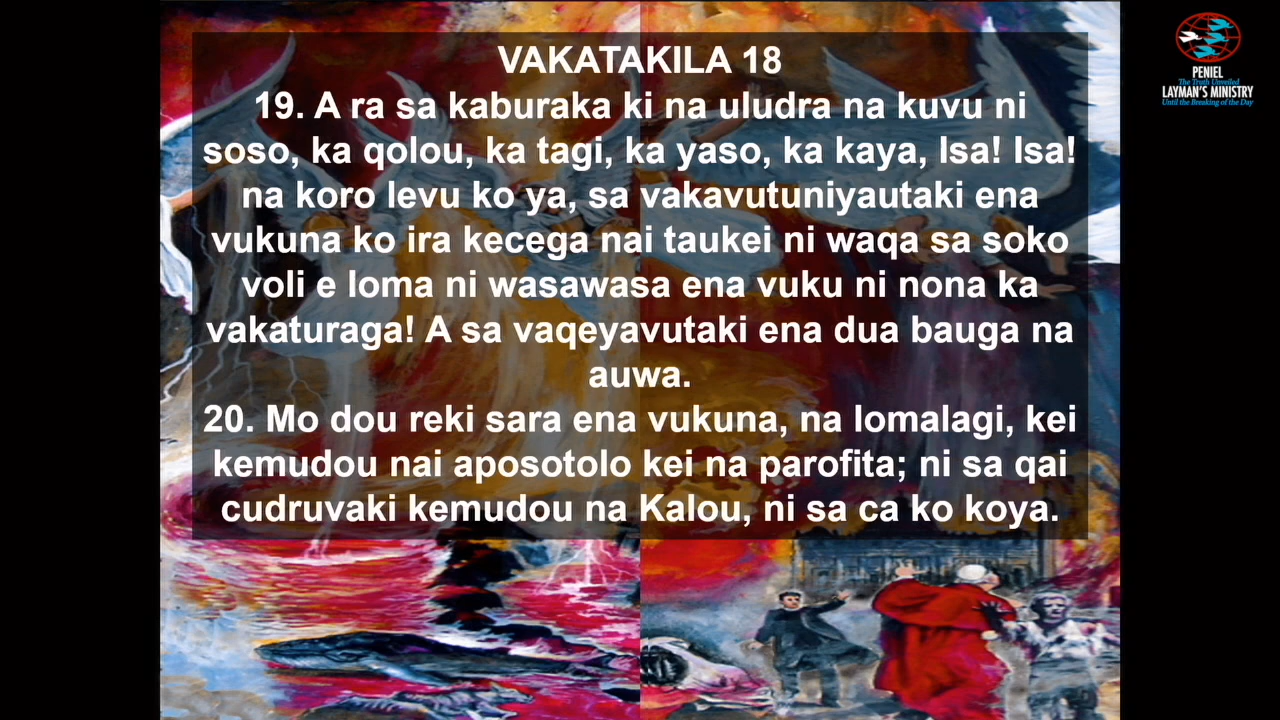 VAKATAKILA 18
19. A ra sa kaburaka ki na uludra na kuvu ni
soso, ka qolou, ka tagi, ka yaso, ka kaya, Isa! Isa!
na koro levu ko ya, sa vakavutuniyautaki ena
vukuna ko ira kecega nai taukei ni waqa sa soko
voli e loma ni wasawasa ena vuku ni nona ka
vakaturaga! A sa vaqeyavutaki ena dua bauga na
auwa.
20. Mo dou reki sara ena vukuna, na lomalagi, kei
kemudou nai aposotolo kei na parofita; ni sa qai
cudruvaki kemudou na Kalou, ni sa ca ko koya.
PENIEL
The Truth Unveiled
LAYMAN'S MINISTRY
Until the Breaking of the Day